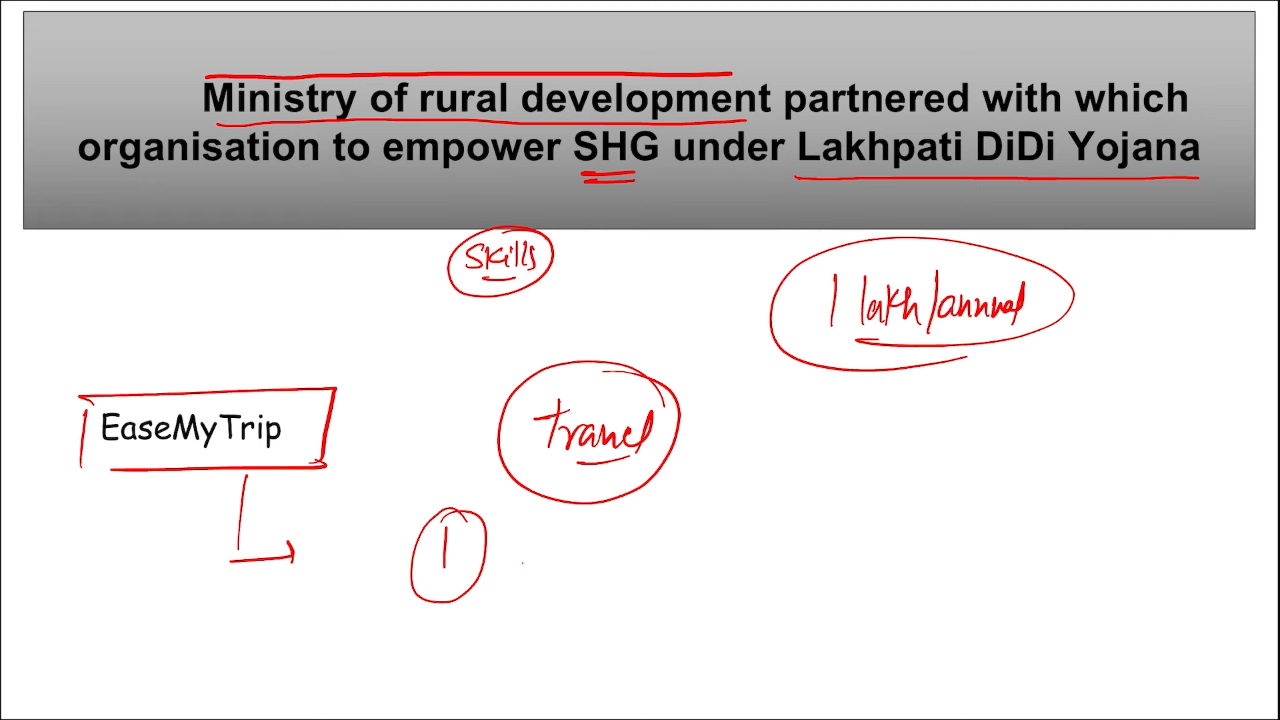 Ministry of rural development partnered with which
organisation to empower SHG under Lakhpati DiDi Yojana
skills
1 lakh/annual
EaseMyTrip
travel
1